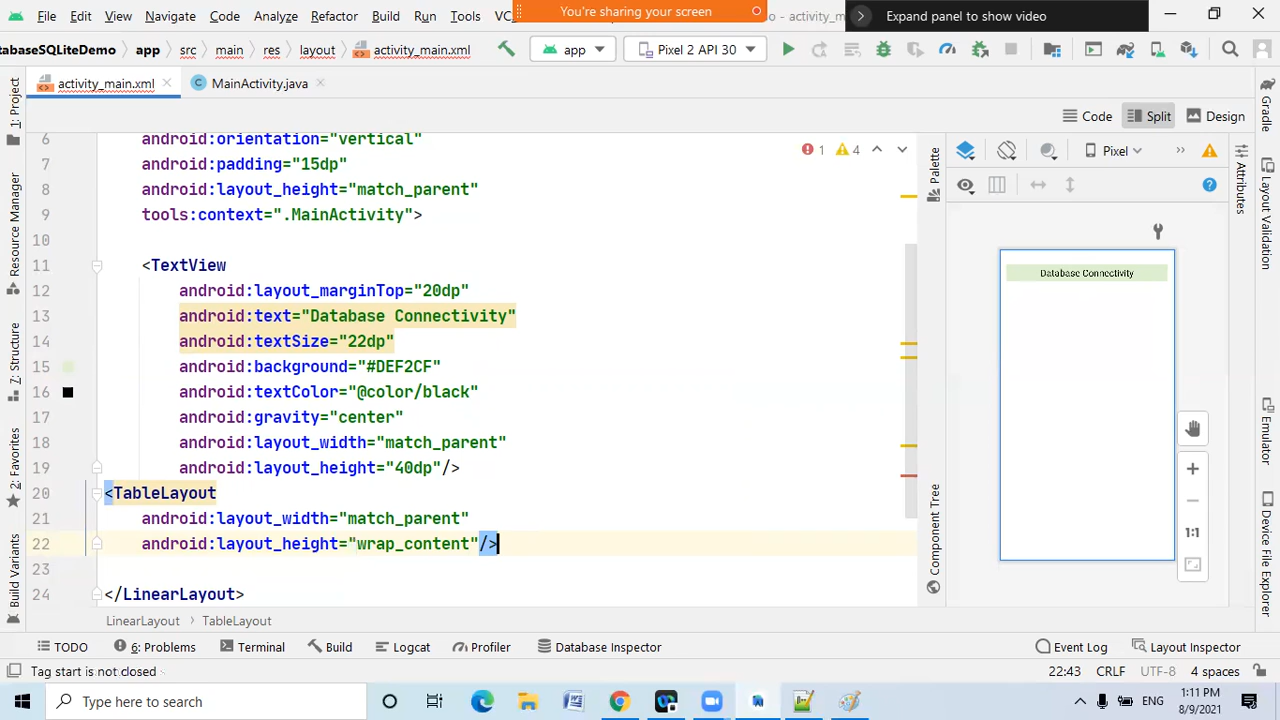 File Edit View Navigate Code Analyze Refactor Build Run Tools
You're sharing your screen
activity_m
Expand panel to show video
atabaseSQLiteDemo app src main res layout activity_main.xml
app
Pixel 2 API 30
activity_main.xml
MainActivity.java
Code
Split
Design
6 android:orientation="vertical"
7 android:padding="15dp"
8 android:layout_height="match_parent"
9 tools:context=".MainActivity">
10
11 <TextView
12 android:layout_marginTop="20dp"
13 android:text="Database Connectivity"
14 android:textSize="22dp"
15 android:background="#DEF2CF"
16 android:textColor="@color/black"
17 android:gravity="center"
18 android:layout_width="match_parent"
19 android:layout_height="40dp"/>
20 <TableLayout
21 android:layout_width="match_parent"
22 android:layout_height="wrap_content"/>
23
24 </LinearLayout>
1 4
Pixel
Database Connectivity
1:1
1: Project
Resource Manager
Z: Structure
2: Favorites
Build Variants
Palette
Component Tree
Attributes
Gradle
Layout Validation
Emulator
Device File Explorer
LinearLayout TableLayout
TODO
6: Problems
Terminal
Build
Logcat
Profiler
Database Inspector
Event Log
Layout Inspector
Tag start is not closed
22:43 CRLF UTF-8 4 spaces
Type here to search
ENG
1:11 PM
8/9/2021